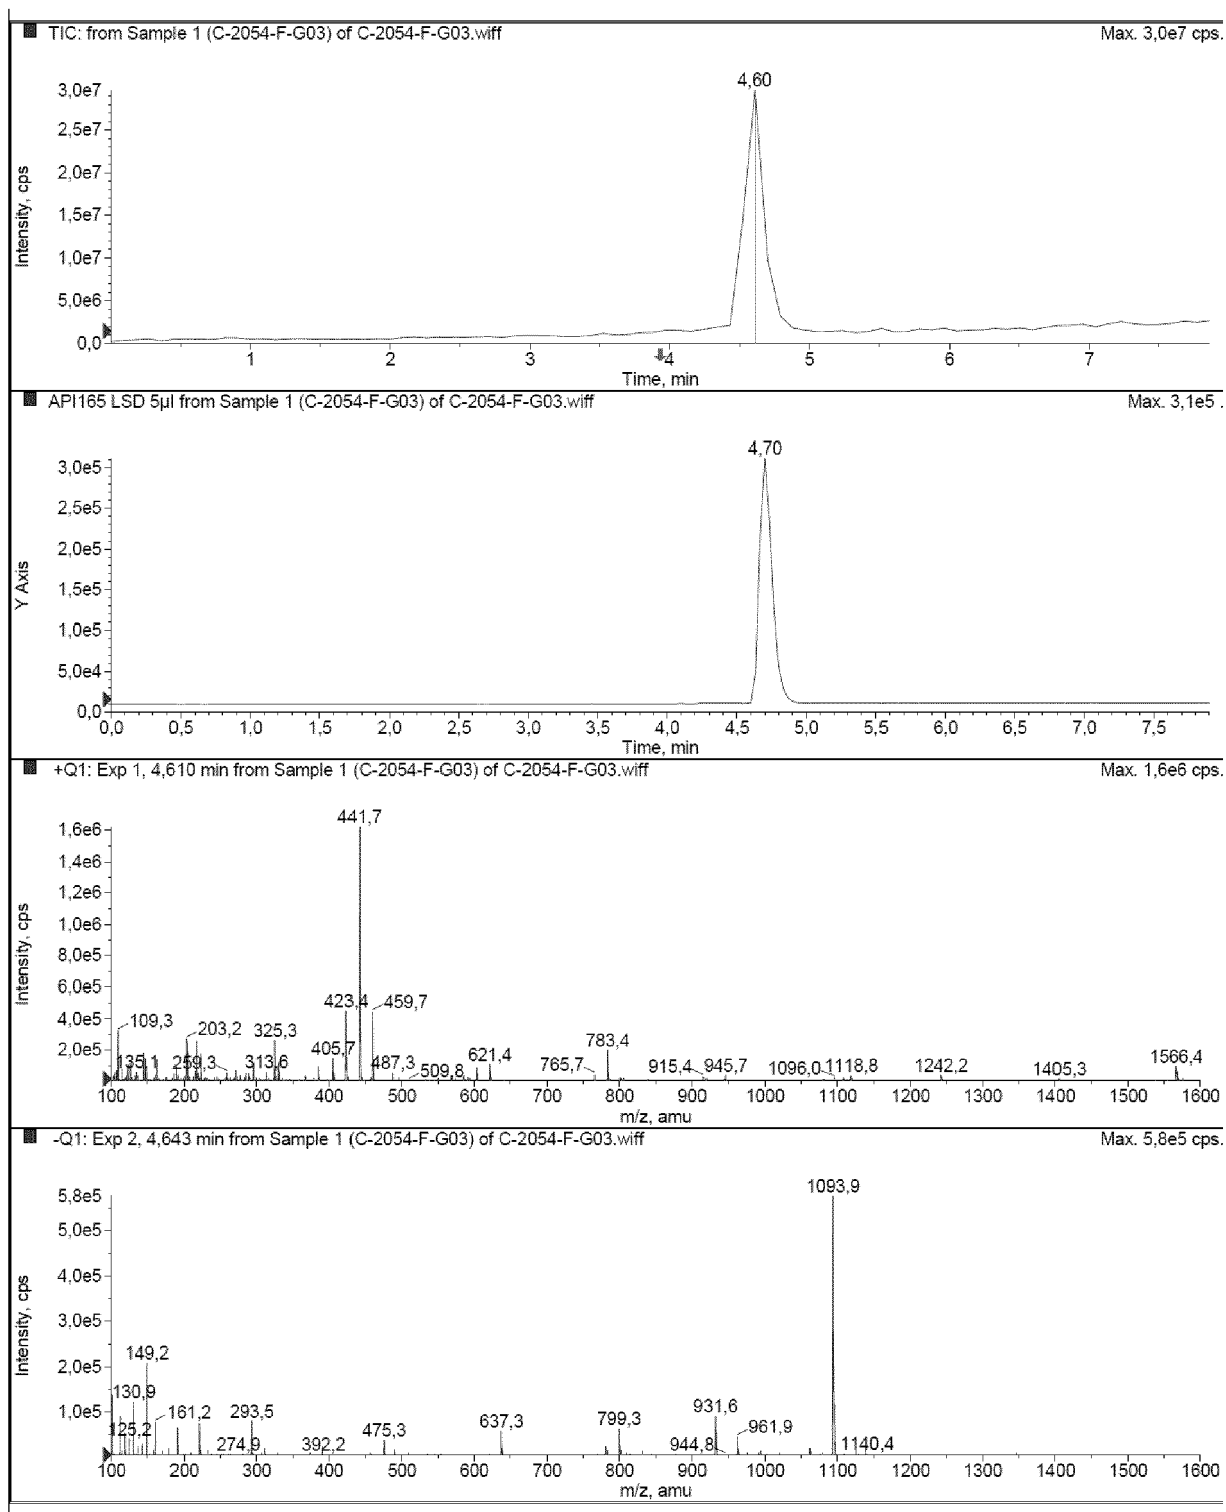 TIC: from Sample 1 (C-2054-F-G03) of C-2054-F-G03.wiff Max. 3,0e7 cps.
4,60
3,0e7
2,5e7
2,0e7
1,5e7
1,0e7
5,0e6
0,0
Intensity, cps
1 2 3 4 5 6 7
Time, min
API165 LSD 5µl from Sample 1 (C-2054-F-G03) of C-2054-F-G03.wiff Max. 3,1e5 .
4,70
3,0e5
2,5e5
2,0e5
1,5e5
1,0e5
5,0e4
0,0
Y Axis
0,0 0,5 1,0 1,5 2,0 2,5 3,0 3,5 4,0 4,5 5,0 5,5 6,0 6,5 7,0 7,5
Time, min
+Q1: Exp 1, 4,610 min from Sample 1 (C-2054-F-G03) of C-2054-F-G03.wiff Max. 1,6e6 cps.
441,7
1,6e6
1,4e6
1,2e6
1,0e6
8,0e5
6,0e5
4,0e5
2,0e5
Intensity, cps
423,4 459,7
109,3 203,2 325,3
135,1 259,3 313,6 405,7 487,3 509,8 621,4 765,7 783,4 915,4 945,7 1096,0 1118,8 1242,2 1405,3 1566,4
100 200 300 400 500 600 700 800 900 1000 1100 1200 1300 1400 1500 1600
m/z, amu
-Q1: Exp 2, 4,643 min from Sample 1 (C-2054-F-G03) of C-2054-F-G03.wiff Max. 5,8e5 cps.
1093,9
5,8e5
5,0e5
4,0e5
3,0e5
2,0e5
1,0e5
Intensity, cps
149,2
130,9 161,2 293,5 931,6
125,2 274,9 392,2 475,3 637,3 799,3 944,8 961,9 1140,4
100 200 300 400 500 600 700 800 900 1000 1100 1200 1300 1400 1500 1600
m/z, amu